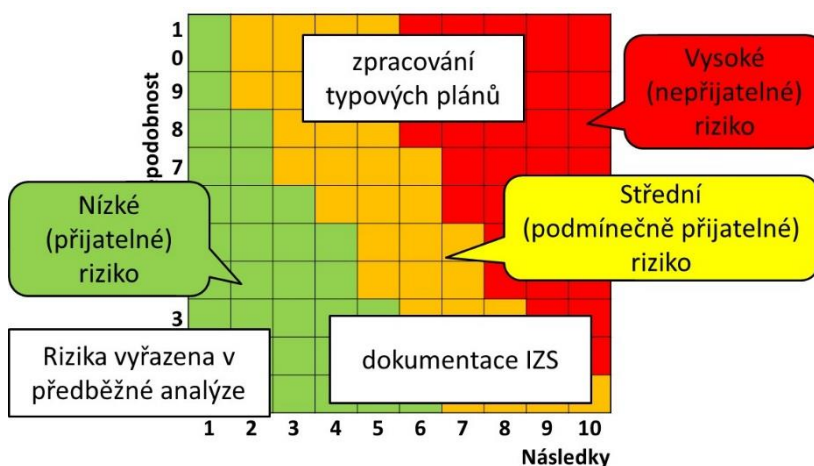 1
0
9
8
7
3
podobnost
zpracování
typových plánů
Vysoké
(nepřijatelné)
riziko
Nízké
(přijatelné)
riziko
Střední
(podmínečně přijatelné)
riziko
Rizika vyřazena v
předběžné analýze
dokumentace IZS
1 2 3 4 5 6 7 8 9 10
Následky